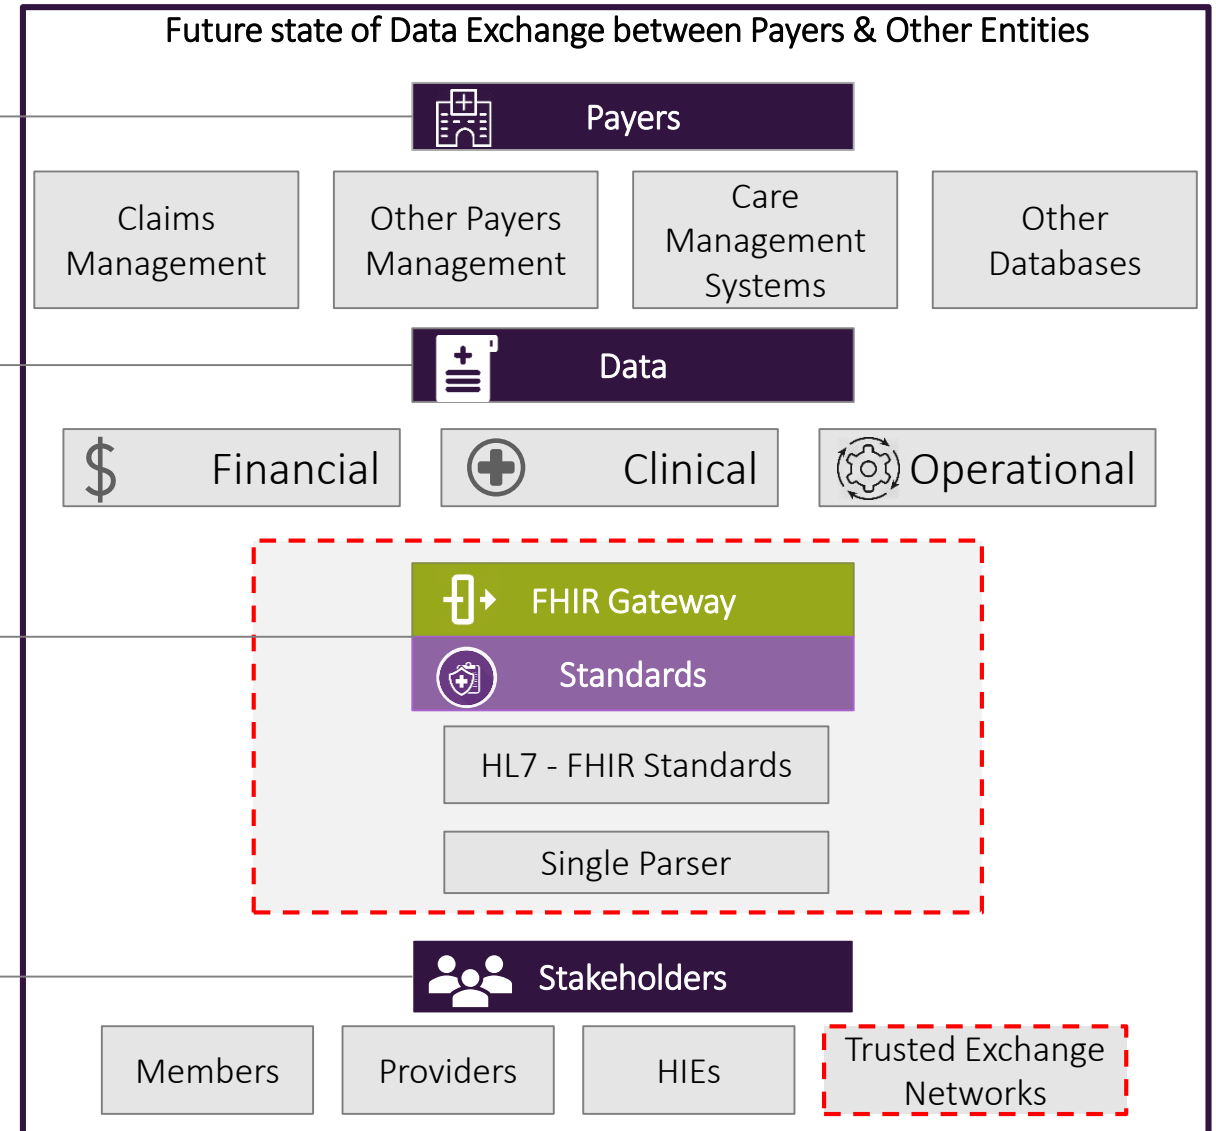 Future state of Data Exchange between Payers & Other Entities
Payers
Claims
Management
Other Payers
Management
Care
Management
Systems
Other
Databases
Data
$ Financial
Clinical
Operational
FHIR Gateway
Standards
HL7 - FHIR Standards
Single Parser
Stakeholders
Members
Providers
HIEs
Trusted Exchange
Networks